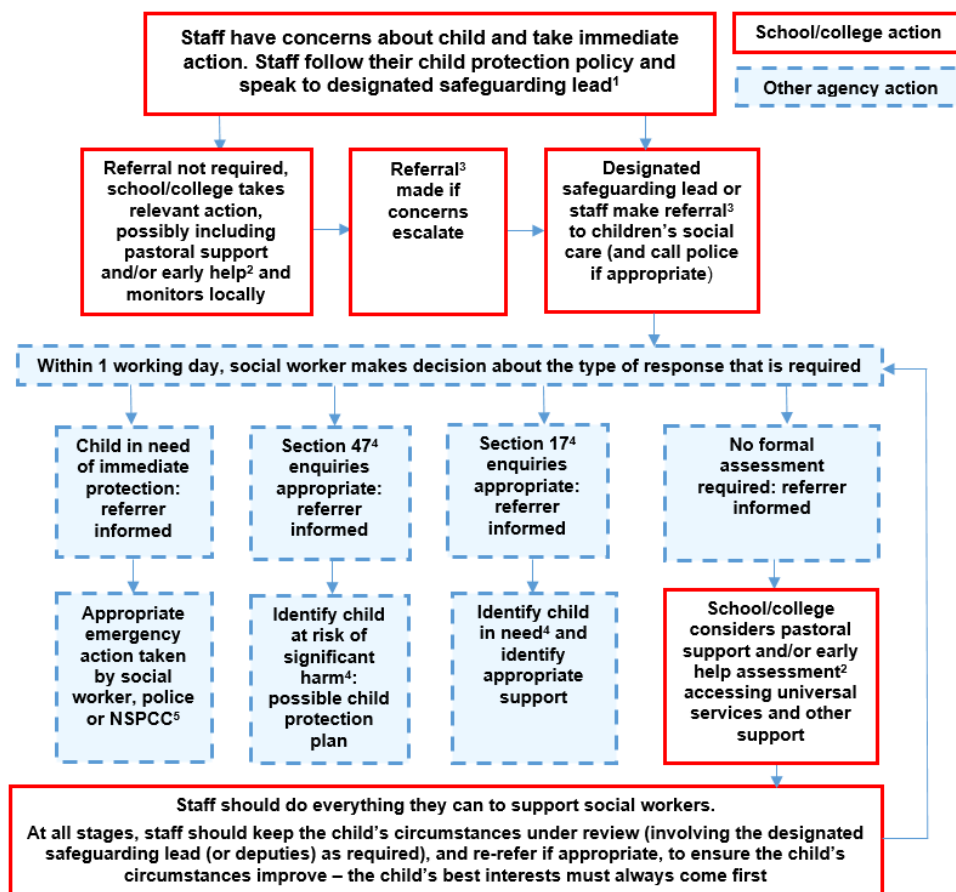 Staff have concerns about child and take immediate
action. Staff follow their child protection policy and
speak to designated safeguarding lead¹
School/college action
Other agency action
Referral not required,
school/college takes
relevant action,
possibly including
pastoral support
and/or early help² and
monitors locally
Referral³
made if
concerns
escalate
Designated
safeguarding lead or
staff make referral³
to children's social
care (and call police
if appropriate)
Within 1 working day, social worker makes decision about the type of response that is required
Child in need
of immediate
protection:
referrer
informed
Section 47⁴
enquiries
appropriate:
referrer
informed
Section 17⁴
enquiries
appropriate:
referrer
informed
No formal
assessment
required: referrer
informed
Appropriate
emergency
action taken
by social
worker, police
or NSPCC⁵
Identify child
at risk of
significant
harm⁴:
possible child
protection
plan
Identify child
in need⁴ and
identify
appropriate
support
School/college
considers pastoral
support and/or early
help assessment²
accessing universal
services and other
support
Staff should do everything they can to support social workers.
At all stages, staff should keep the child's circumstances under review (involving the designated
safeguarding lead (or deputies) as required), and re-refer if appropriate, to ensure the child's
circumstances improve – the child's best interests must always come first